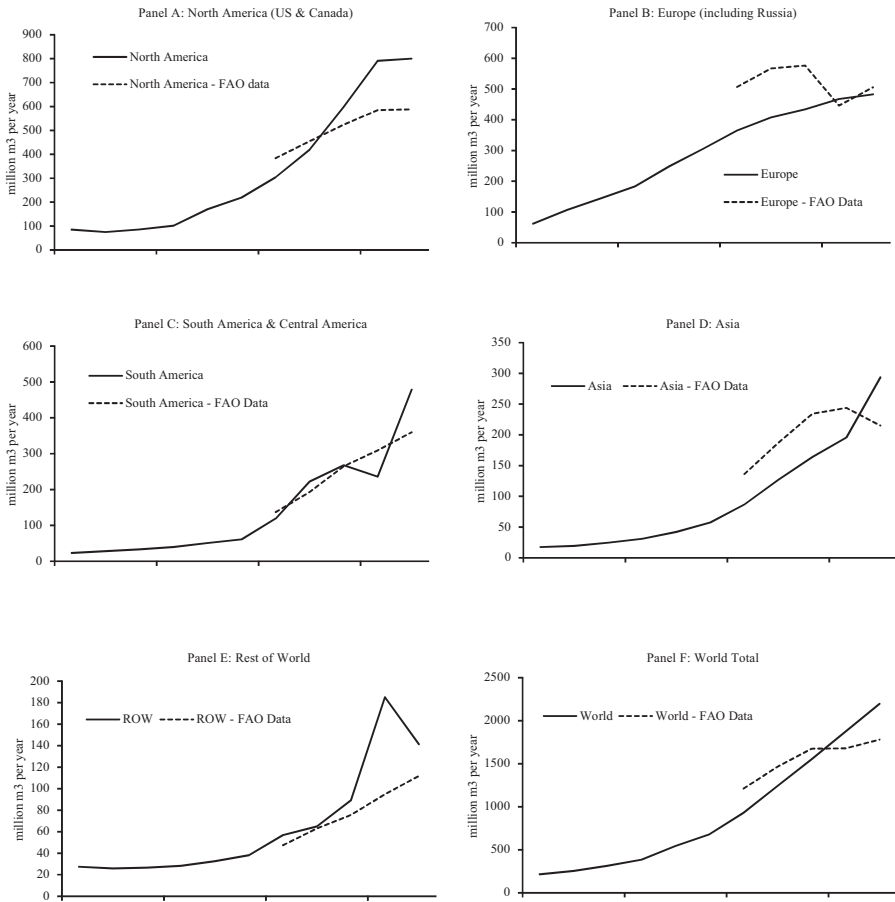 Panel A: North America (US & Canada)
million m3 per year
900
800
700
600
500
400
300
200
100
0
North America
North America - FAO data
Panel B: Europe (including Russia)
million m3 per year
700
600
500
400
300
200
100
0
Europe
Europe - FAO Data
Panel C: South America & Central America
million m3 per year
600
500
400
300
200
100
0
South America
South America - FAO Data
Panel D: Asia
million m3 per year
350
300
250
200
150
100
50
0
Asia
Asia - FAO Data
Panel E: Rest of World
million m3 per year
200
180
160
140
120
100
80
60
40
20
0
ROW
ROW - FAO Data
Panel F: World Total
million m3 per year
2500
2000
1500
1000
500
0
World
World - FAO Data